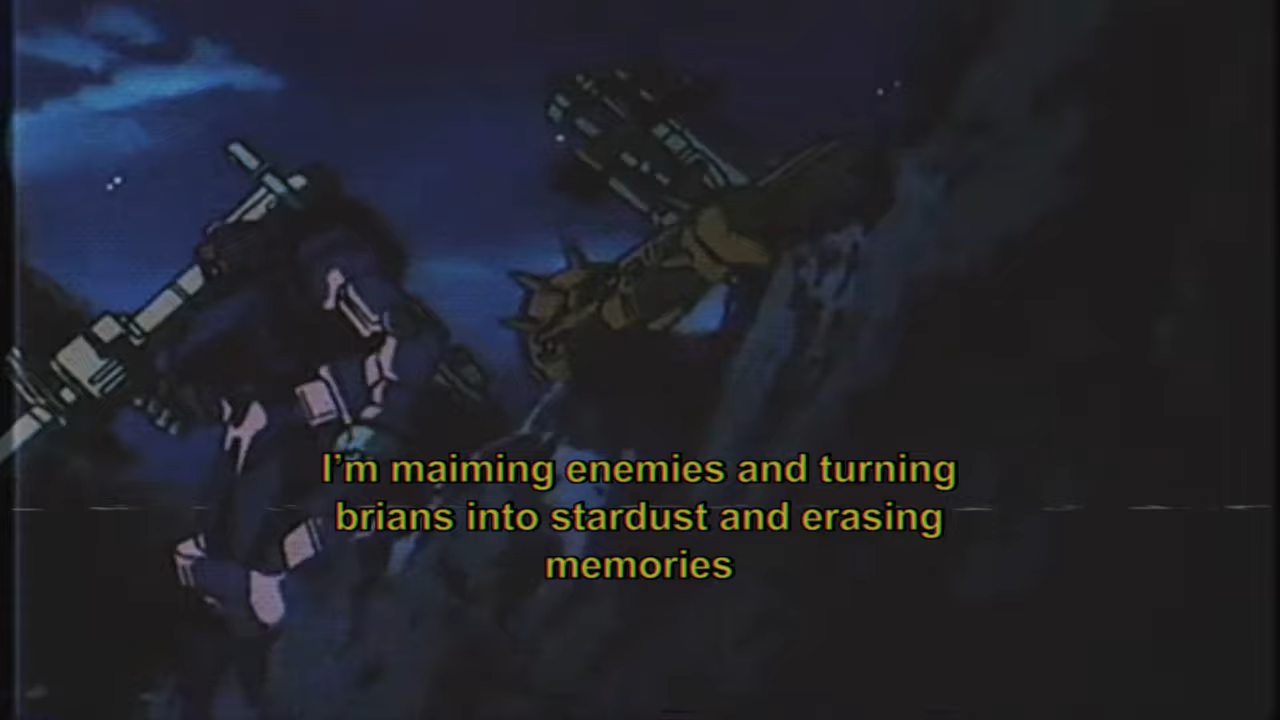 I’m maiming enemies and turning
brians into stardust and erasing
memories